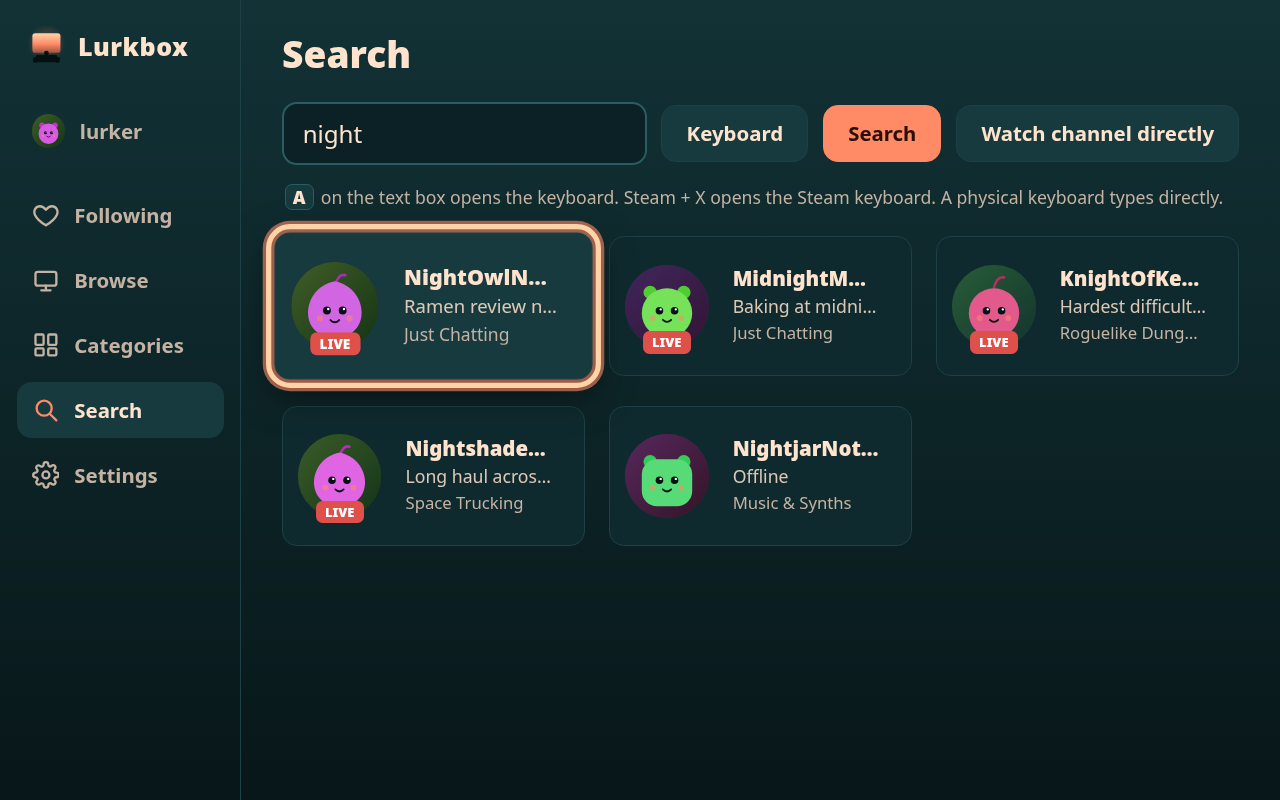 Lurkbox
lurker
Following
Browse
Categories
Search
Settings
Search
night
Keyboard
Search
Watch channel directly
A on the text box opens the keyboard. Steam + X opens the Steam keyboard. A physical keyboard types directly.
NightOwlN...
Ramen review n...
Just Chatting
LIVE
MidnightM...
Baking at midni...
Just Chatting
LIVE
KnightOfKe...
Hardest difficult...
Roguelike Dung...
LIVE
Nightshade...
Long haul acros...
Space Trucking
LIVE
NightjarNot...
Offline
Music & Synths